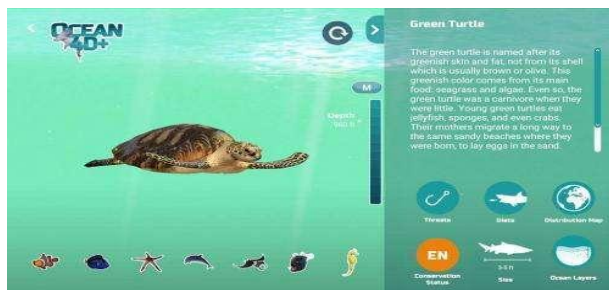 OCEAN
4D+
M
Depth
Green Turtle
The green turtle is named after its
greenish skin and fat, not from its shell
which is usually brown or olive. This
greenish color comes from its main
food: seagrass and algae. Even so, the
green turtle was a carnivore when they
were little. Young green turtles eat
jellyfish, sponges, and even crabs.
Their mothers migrate a long way to
the same sandy beaches where they
were born, to lay eggs in the sand.
Threats
Diets
Distribution Map
EN
Conservation
Status
3-5 ft
Size
Ocean Layers